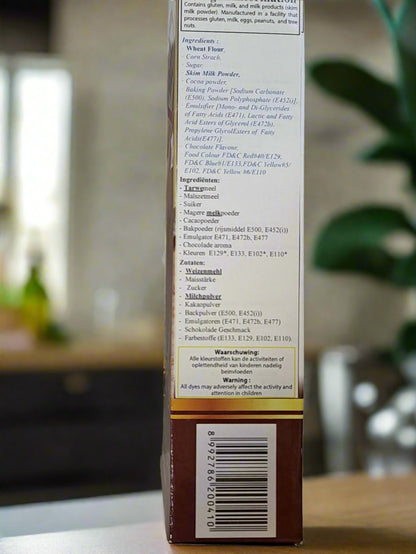 Contains gluten, milk, and milk products (skim
milk powder). Manufactured in a facility that
processes gluten, milk, eggs, peanuts, and tree
nuts.
Ingredients :
Wheat Flour,
Corn Strach,
Sugar,
Skim Milk Powder,
Cocoa powder,
Baking Powder [Sodium Carbonate
(E500), Sodium Polyphosphate (E452i)].
Emulsifier [Mono- and Di-Glycerides
of Fatty Acids (E471), Lactic and Fatty
Acid Esters of Glycerol (E472b),
Propylene GlyrolEsters of Fatty
Acids(E477)].
Chocolate Flavour,
Food Colour FD&C Red#40/E129,
FD&C Blue#1/E133,FD&C Yellow#5/
E102, FD&C Yellow #6/E110
Ingrediënten:
- Tarwemeel
- Maïszetmeel
- Suiker
- Magere melkpoeder
- Cacaopoeder
- Bakpoeder (rijsmiddel E500, E452(i))
- Emulgator E471, E472b, E477
- Chocolade aroma
- Kleuren E129*, E133, E102*, E110*
Zutaten:
- Weizenmehl
- Maisstärke
- Zucker
- Milchpulver
- Kakaopulver
- Backpulver (E500, E452(i))
- Emulgatoren (E471, E472b, E477)
- Schokolade Geschmack
- Farbestoffe (E133, E129, E102, E110).
Waarschuwing:
Alle kleurstoffen kan de activiteiten of
oplettendheid van kinderen nadelig
beinvloeden
Warning :
All dyes may adversely affect the activity and
attention in children
8992786200410